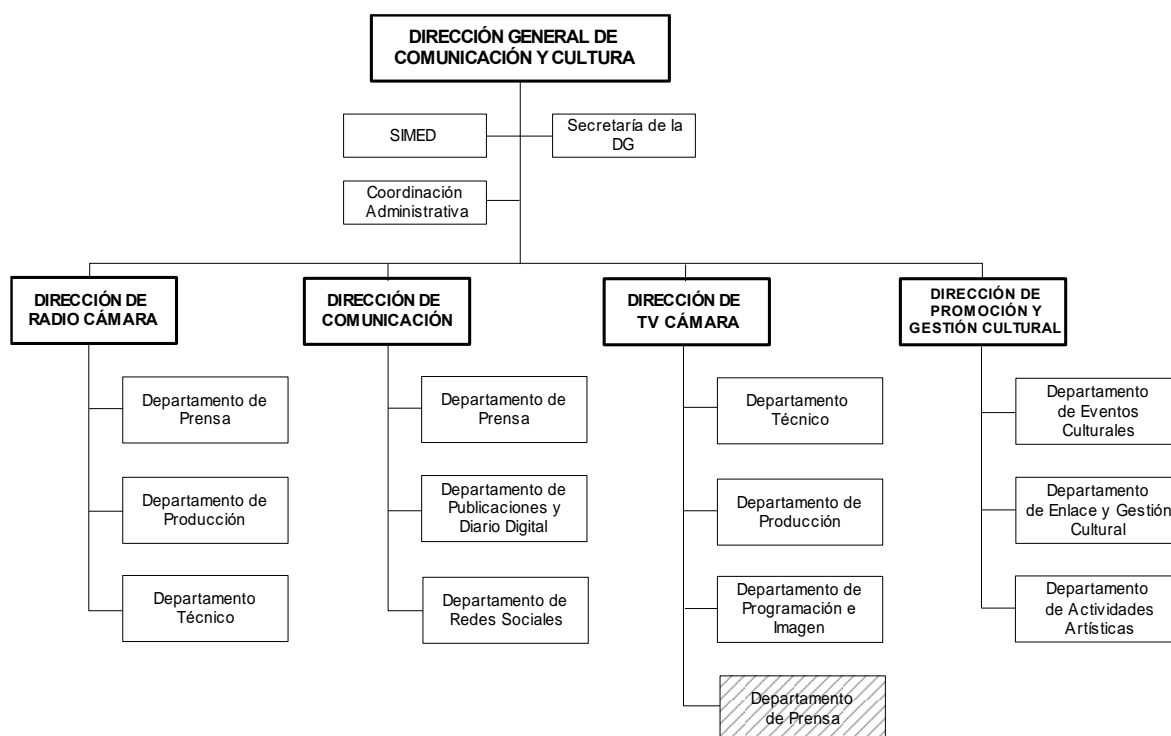 DIRECCIÓN GENERAL DE
COMUNICACIÓN Y CULTURA
SIMED
Secretaría de la
DG
Coordinación
Administrativa
DIRECCIÓN DE
RADIO CÁMARA
Departamento de
Prensa
Departamento de
Producción
Departamento
Técnico
DIRECCIÓN DE
COMUNICACIÓN
Departamento de
Prensa
Departamento de
Publicaciones y
Diario Digital
Departamento de
Redes Sociales
DIRECCIÓN DE
TV CÁMARA
Departamento
Técnico
Departamento de
Producción
Departamento de
Programación e
Imagen
Departamento
de Prensa
DIRECCIÓN DE
PROMOCIÓN Y
GESTIÓN CULTURAL
Departamento
de Eventos
Culturales
Departamento
de Enlace y Gestión
Cultural
Departamento
de Actividades
Artísticas